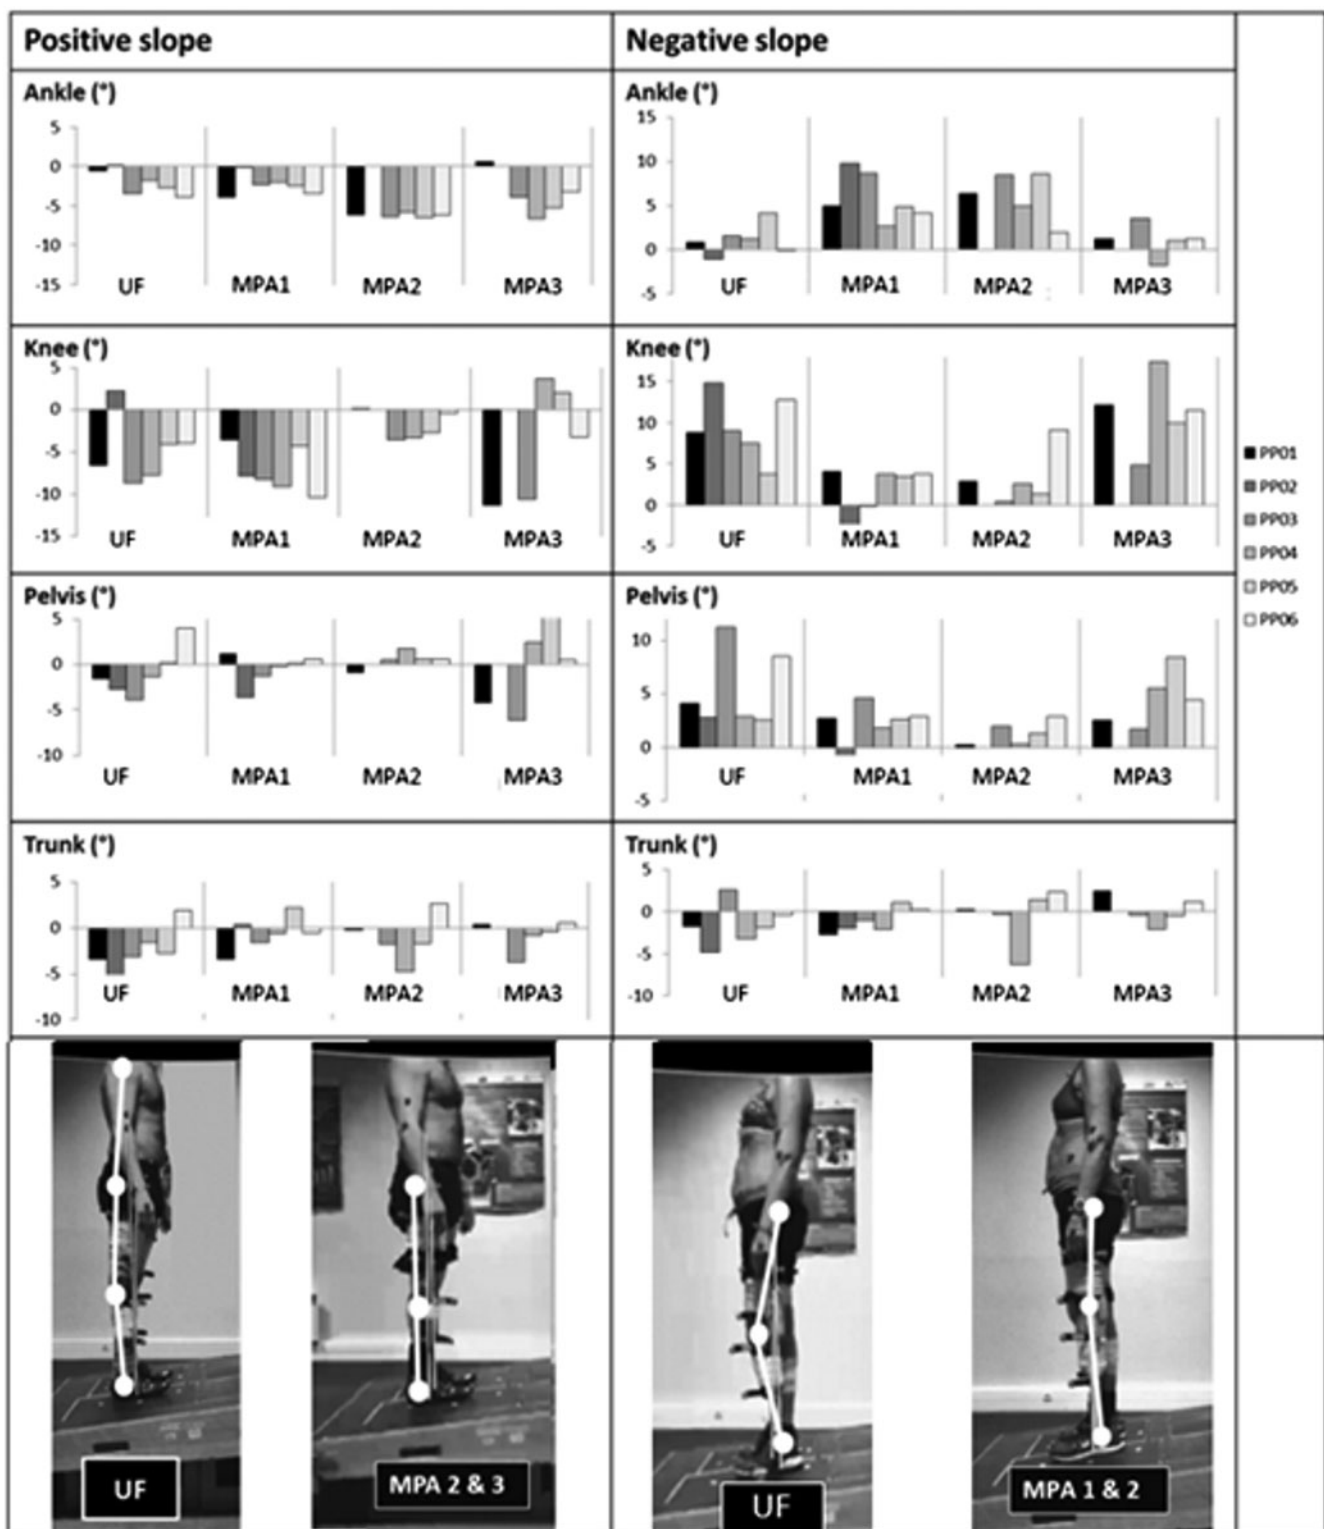 Positive slope
Negative slope
Ankle (°)
5
0
-5
-10
-15
UF MPA1 MPA2 MPA3
Ankle (°)
15
10
5
0
-5
UF MPA1 MPA2 MPA3
Knee (°)
5
0
-5
-10
-15
UF MPA1 MPA2 MPA3
Knee (°)
15
10
5
0
-5
UF MPA1 MPA2 MPA3
PP01
PP02
PP03
PP04
PP05
PP06
Pelvis (°)
5
0
-5
-10
UF MPA1 MPA2 MPA3
Pelvis (°)
10
5
0
-5
UF MPA1 MPA2 MPA3
Trunk (°)
5
0
-5
-10
UF MPA1 MPA2 MPA3
Trunk (°)
5
0
-5
-10
UF MPA1 MPA2 MPA3
UF
MPA 2 & 3
UF
MPA 1 & 2